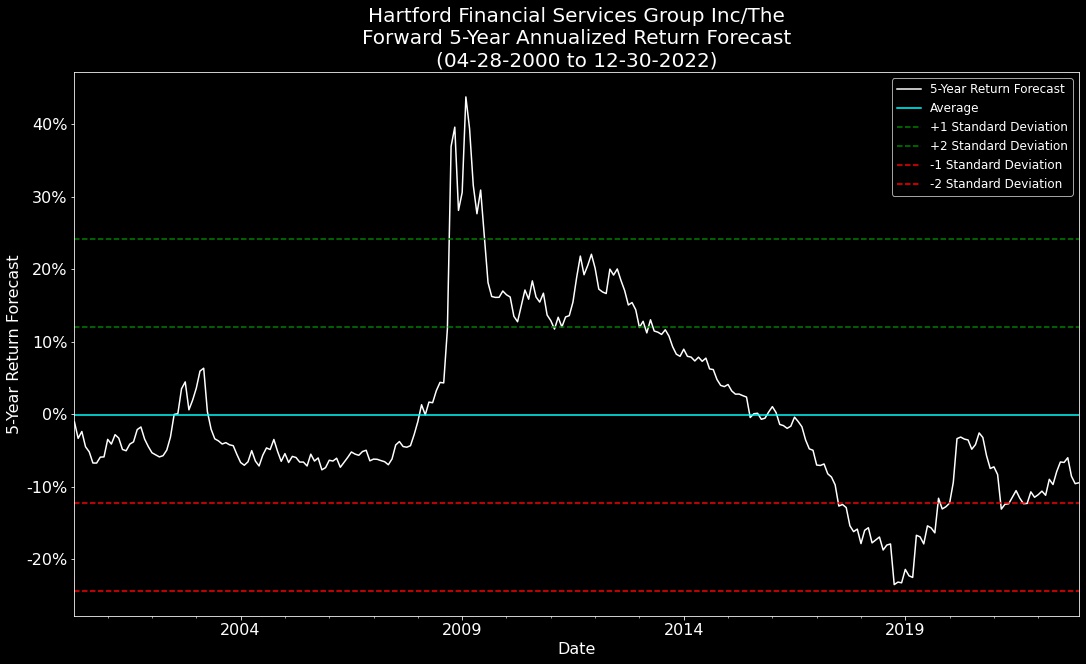 Hartford Financial Services Group Inc/The
Forward 5-Year Annualized Return Forecast
(04-28-2000 to 12-30-2022)
5-Year Return Forecast
Average
+1 Standard Deviation
+2 Standard Deviation
-1 Standard Deviation
-2 Standard Deviation
5-Year Return Forecast
40%
30%
20%
10%
0%
-10%
-20%
2004 2009 2014 2019
Date